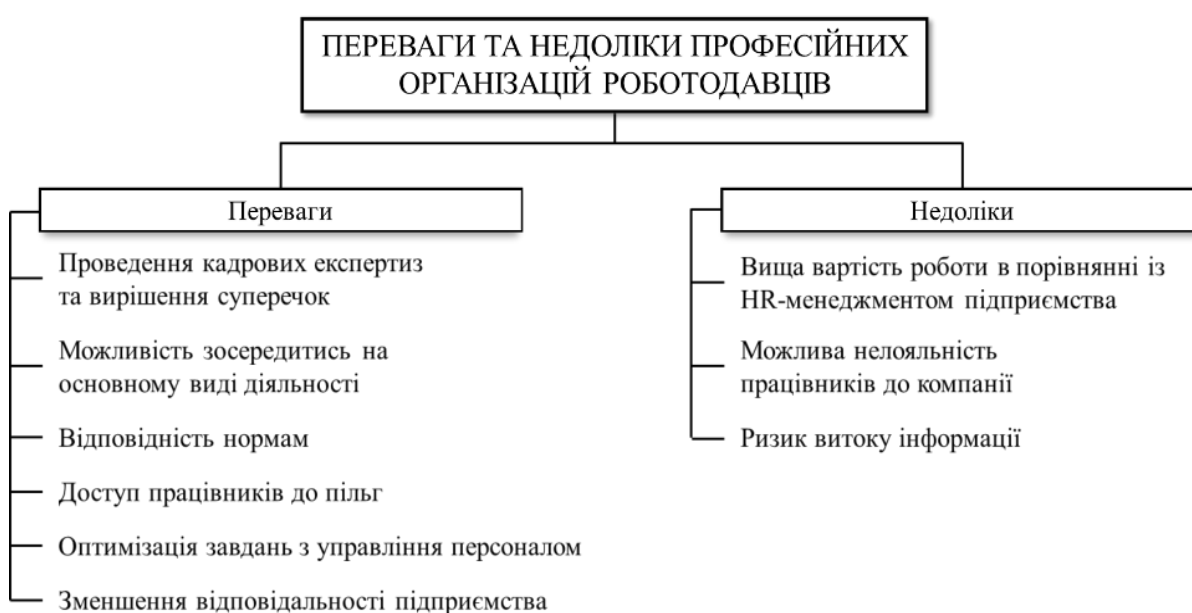 ПЕРЕВАГИ ТА НЕДОЛІКИ ПРОФЕСІЙНИХ
ОРГАНІЗАЦІЙ РОБОТОДАВЦІВ
Переваги
Проведення кадрових експертиз
та вирішення суперечок
Можливість зосередитись на
основному виді діяльності
Відповідність нормам
Доступ працівників до пільг
Оптимізація завдань з управління персоналом
Зменшення відповідальності підприємства
Недоліки
Вища вартість роботи в порівнянні із
HR-менеджментом підприємства
Можлива нелояльність
працівників до компанії
Ризик витоку інформації